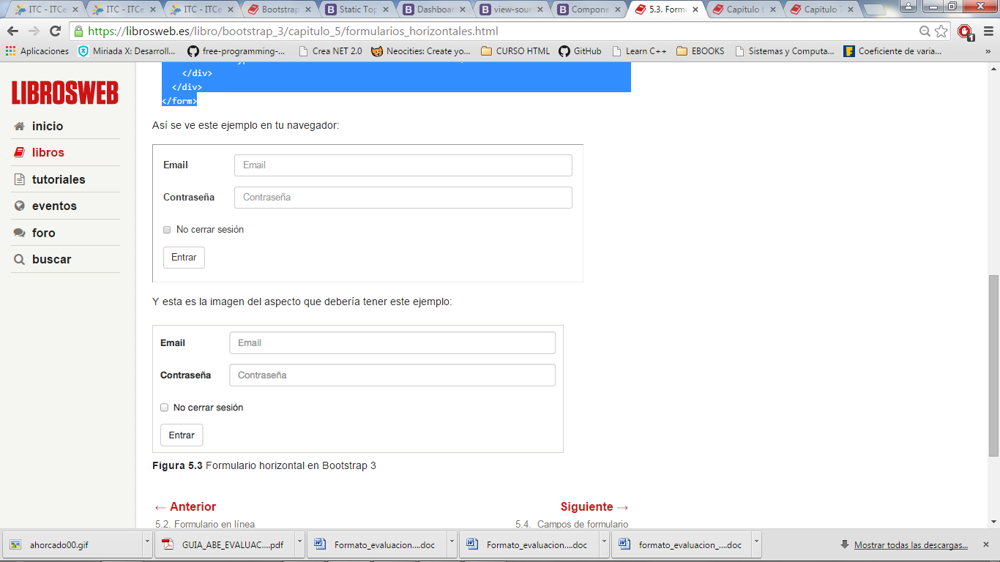 ITC - ITCe ITC - ITCe ITC - ITCe Bootstrap Static Top Dashboar view-sour Compone 5.3. Form Capítulo Capítulo
https://librosweb.es/libro/bootstrap_3/capitulo_5/formularios_horizontales.html
1
Aplicaciones Miriada X: Desarroll... free-programming-... Crea NET 2.0 Neocities: Create yo... CURSO HTML GitHub Learn C++ EBOOKS Sistemas y Computa... Coeficiente de varia... »
</div>
</div>
</form>
LIBROSWEB
inicio
libros
tutoriales
eventos
foro
buscar
Así se ve este ejemplo en tu navegador:
Email Email
Contraseña Contraseña
No cerrar sesión
Entrar
Y esta es la imagen del aspecto que debería tener este ejemplo:
Email Email
Contraseña Contraseña
No cerrar sesión
Entrar
Figura 5.3 Formulario horizontal en Bootstrap 3
← Anterior Siguiente →
5.2. Formulario en línea 5.4. Campos de formulario
ahorcado00.gif GUIA_ABE_EVALUAC....pdf Formato_evaluacion....doc Formato_evaluacion....doc formato_evaluacion_....doc Mostrar todas las descargas...